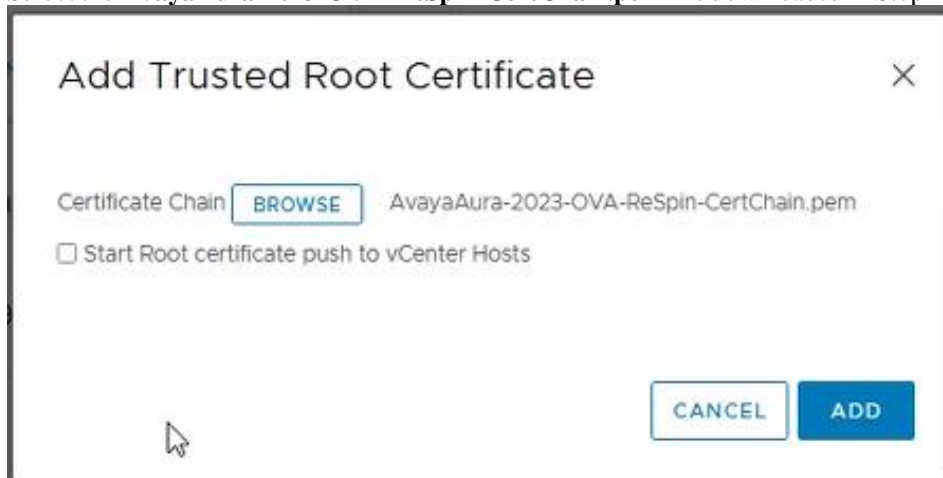 Add Trusted Root Certificate
Certificate Chain BROWSE AvayaAura-2023-OVA-ReSpin-CertChain.pem
Start Root certificate push to vCenter Hosts
CANCEL ADD